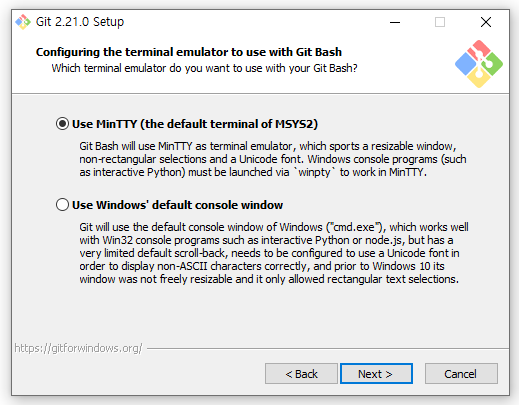 Git 2.21.0 Setup
Configuring the terminal emulator to use with Git Bash
Which terminal emulator do you want to use with your Git Bash?
Use MinTTY (the default terminal of MSYS2)
Git Bash will use MinTTY as terminal emulator, which sports a resizable window,
non-rectangular selections and a Unicode font. Windows console programs (such
as interactive Python) must be launched via `winpty` to work in MinTTY.
Use Windows' default console window
Git will use the default console window of Windows ("cmd.exe"), which works well
with Win32 console programs such as interactive Python or node.js, but has a
very limited default scroll-back, needs to be configured to use a Unicode font in
order to display non-ASCII characters correctly, and prior to Windows 10 its
window was not freely resizable and it only allowed rectangular text selections.
https://gitforwindows.org/
< Back
Next >
Cancel